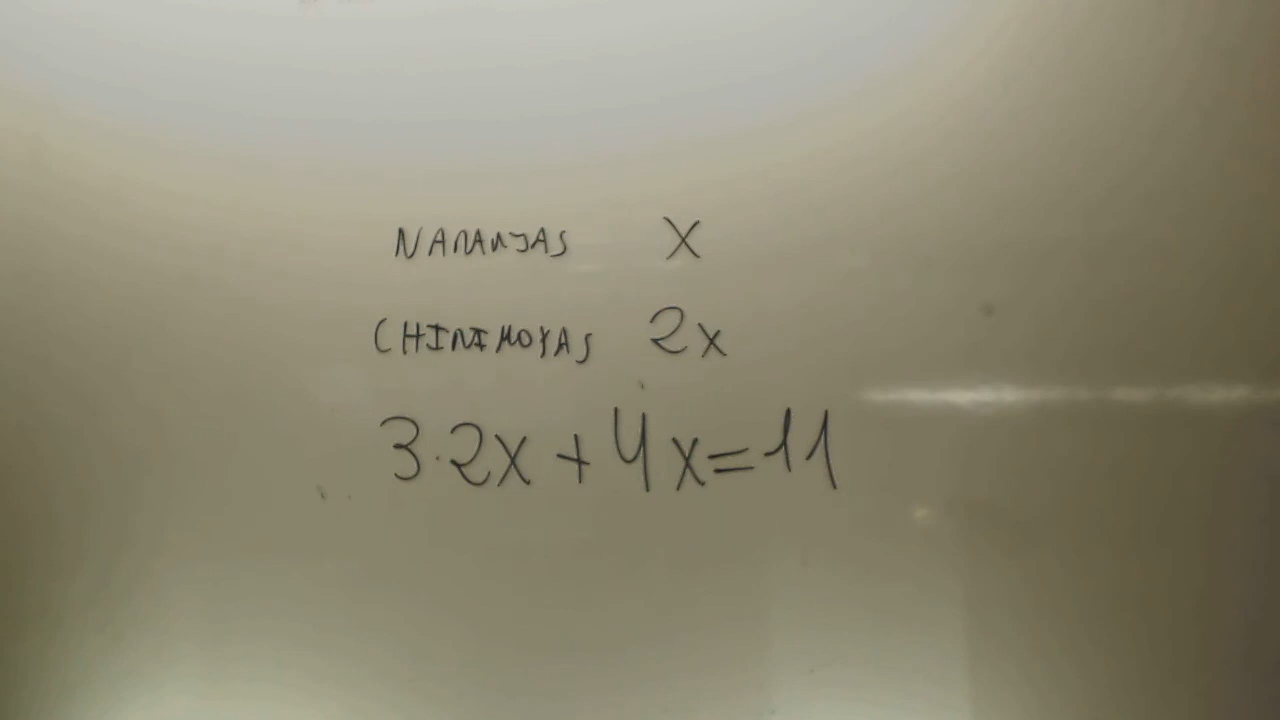 NARANJAS X
CHIRIMOYAS 2x
3·2x + 4x = 11